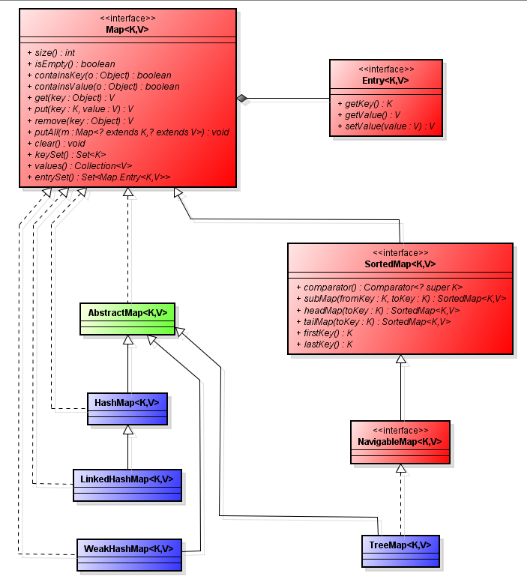 <<interface>>
Map<K,V>
+ size() : int
+ isEmpty() : boolean
+ containsKey(o : Object) : boolean
+ containsValue(o : Object) : boolean
+ get(key : Object) : V
+ put(key : K, value : V) : V
+ remove(key : Object) : V
+ putAll(m : Map<? extends K,? extends V>) : void
+ clear() : void
+ keySet() : Set<K>
+ values() : Collection<V>
+ entrySet() : Set<Map.Entry<K,V>>
<<interface>>
Entry<K,V>
+ getKey() : K
+ getValue() : V
+ setValue(value : V) : V
<<interface>>
SortedMap<K,V>
+ comparator() : Comparator<? super K>
+ subMap(fromKey : K, toKey : K) : SortedMap<K,V>
+ headMap(toKey : K) : SortedMap<K,V>
+ tailMap(toKey : K) : SortedMap<K,V>
+ firstKey() : K
+ lastKey() : K
AbstractMap<K,V>
HashMap<K,V>
<<interface>>
NavigableMap<K,V>
LinkedHashMap<K,V>
WeakHashMap<K,V>
TreeMap<K,V>